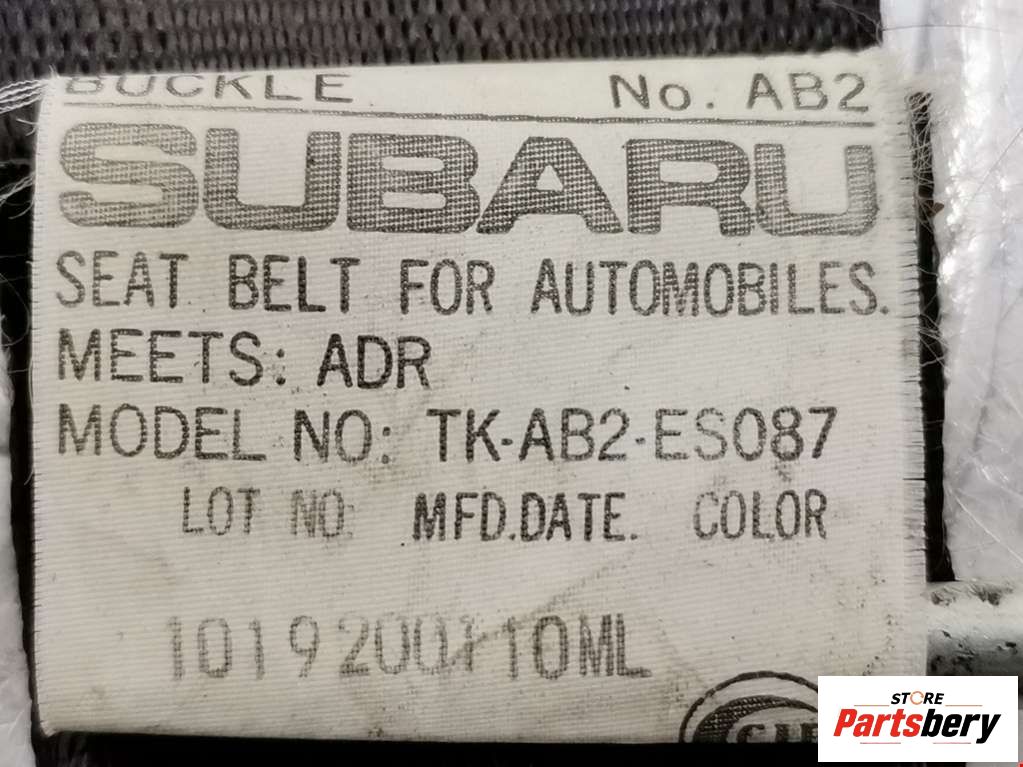 BUCKLE No. AB2
SUBARU
SEAT BELT FOR AUTOMOBILES.
MEETS: ADR
MODEL NO: TK-AB2-ES087
LOT NO: MFD.DATE. COLOR
1019200110ML
STORE
Partsbery